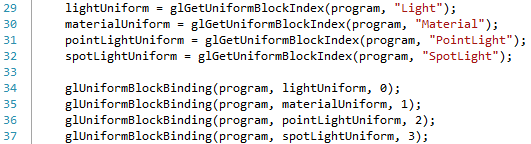 29 lightUniform = glGetUniformBlockIndex(program, "Light");
30 materialUniform = glGetUniformBlockIndex(program, "Material");
31 pointLightUniform = glGetUniformBlockIndex(program, "PointLight");
32 spotLightUniform = glGetUniformBlockIndex(program, "SpotLight");
33
34 glUniformBlockBinding(program, lightUniform, 0);
35 glUniformBlockBinding(program, materialUniform, 1);
36 glUniformBlockBinding(program, pointLightUniform, 2);
37 glUniformBlockBinding(program, spotLightUniform, 3);